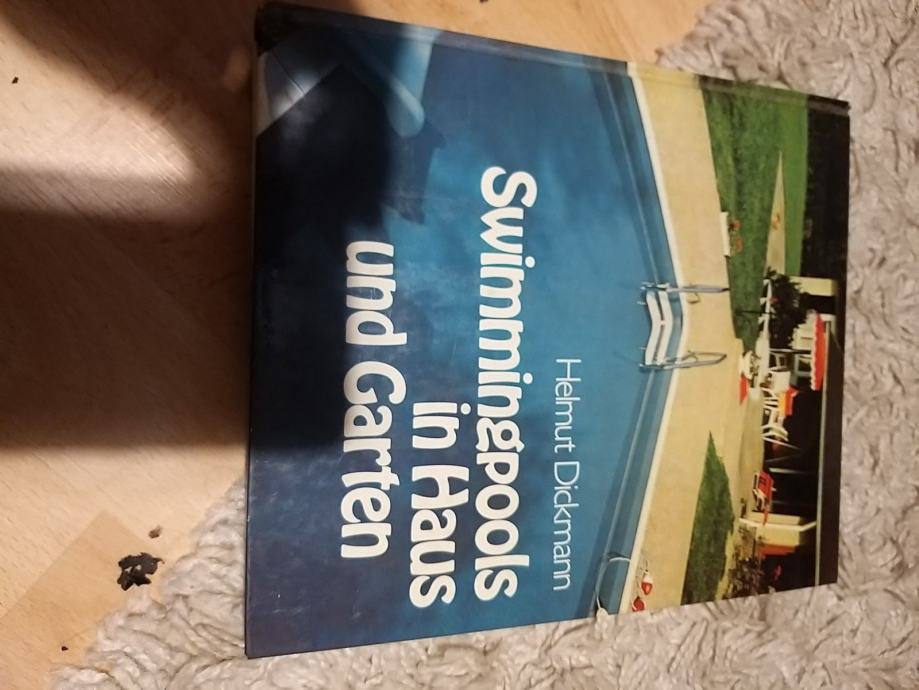 Helmut Dickmann
Swimmingpools
in Haus
und Garten